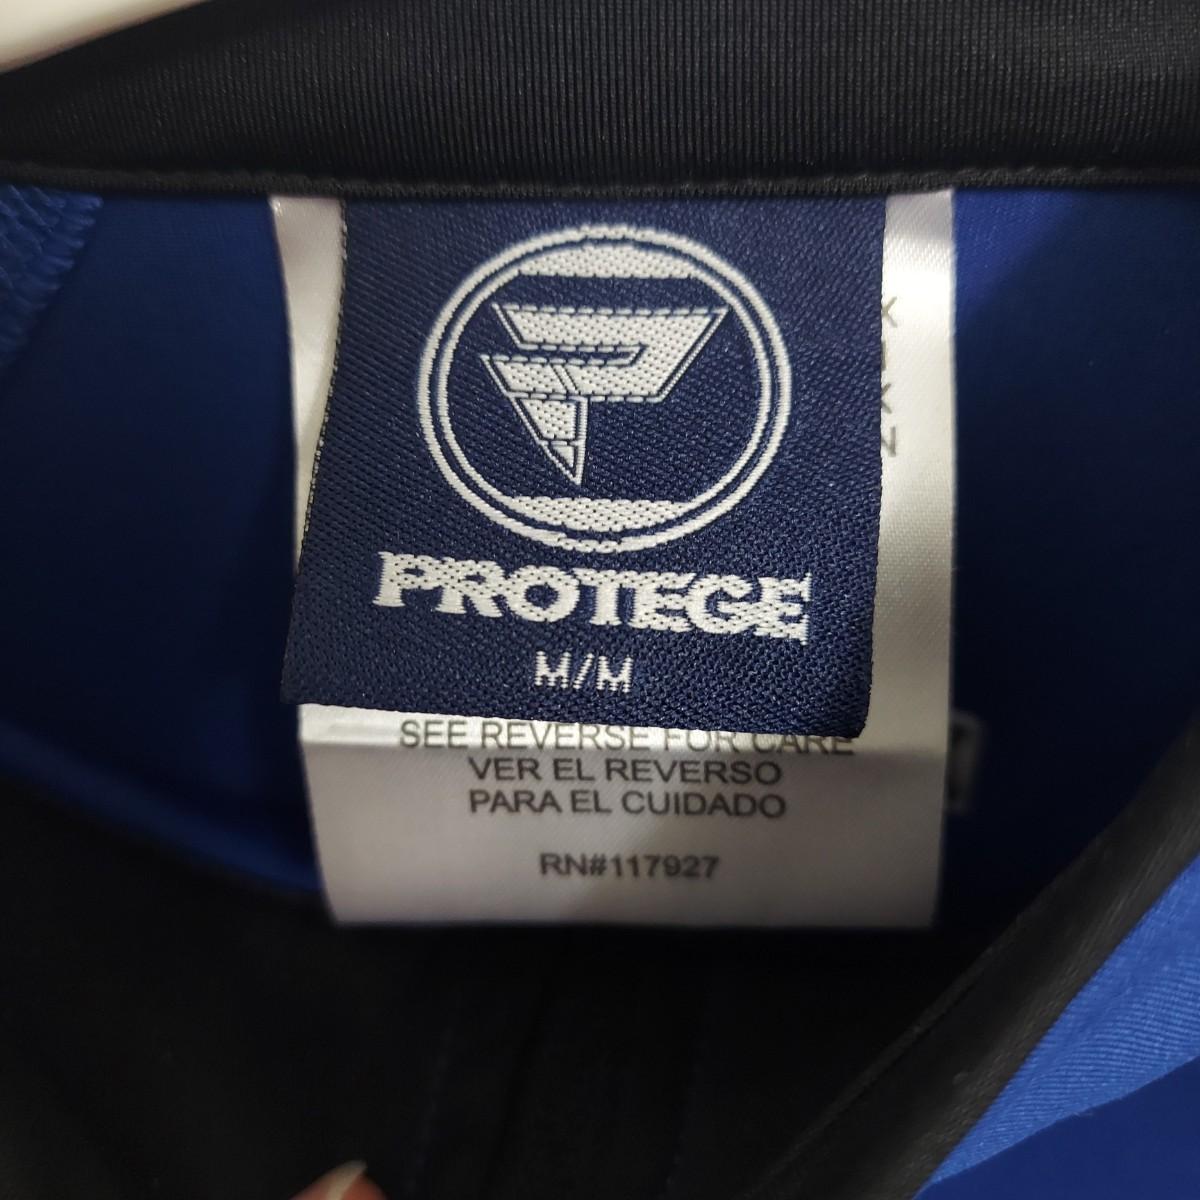 PROTEGE
M/M
SEE REVERSE FOR CARE
VER EL REVERSO
PARA EL CUIDADO
RN#117927